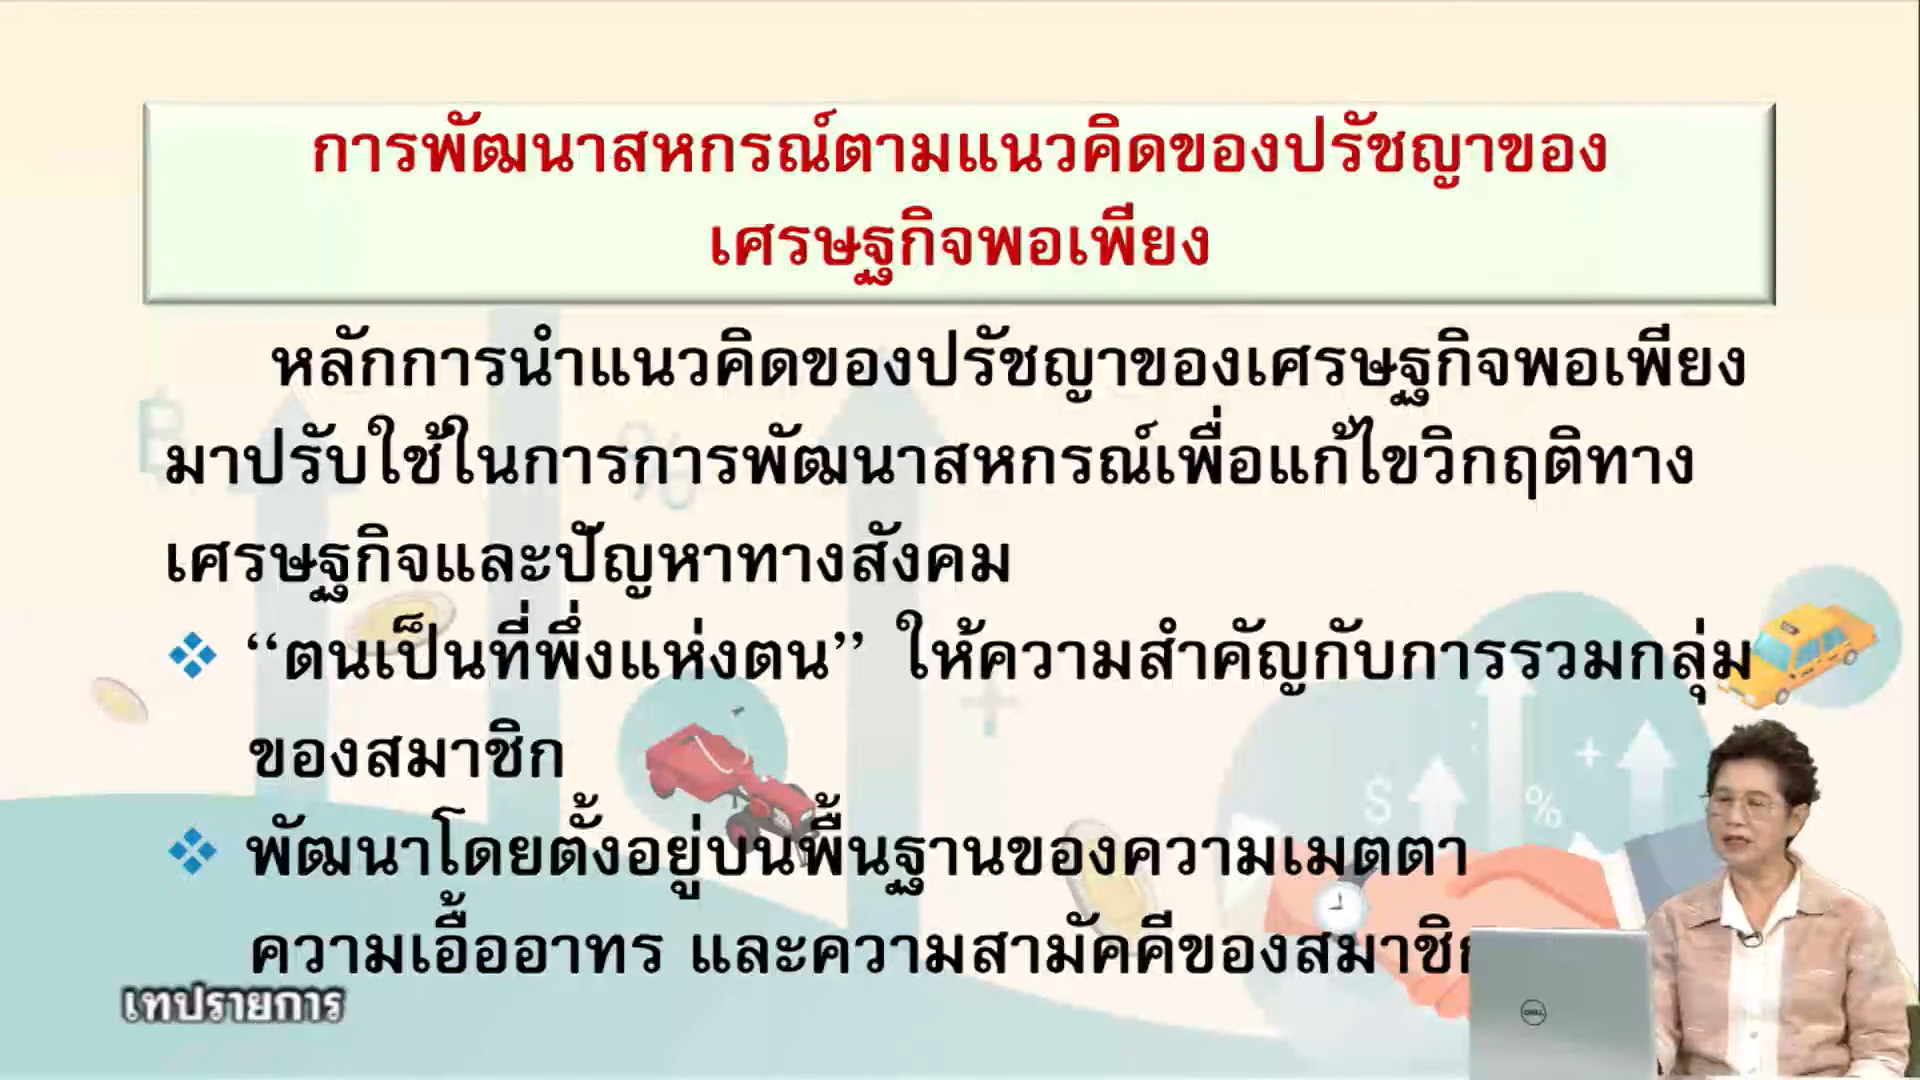 การพัฒนาสหกรณ์ตามแนวคิดของปรัชญาของ
เศรษฐกิจพอเพียง
หลักการนำแนวคิดของปรัชญาของเศรษฐกิจพอเพียง
มาปรับใช้ในการการพัฒนาสหกรณ์เพื่อแก้ไขวิกฤติทาง
เศรษฐกิจและปัญหาทางสังคม
❖ “ตนเป็นที่พึ่งแห่งตน” ให้ความสำคัญกับการรวมกลุ่ม
ของสมาชิก
❖ พัฒนาโดยตั้งอยู่บนพื้นฐานของความเมตตา
ความเอื้ออาทร และความสามัคคีของสมาชิก
เทปรายการ
DELL